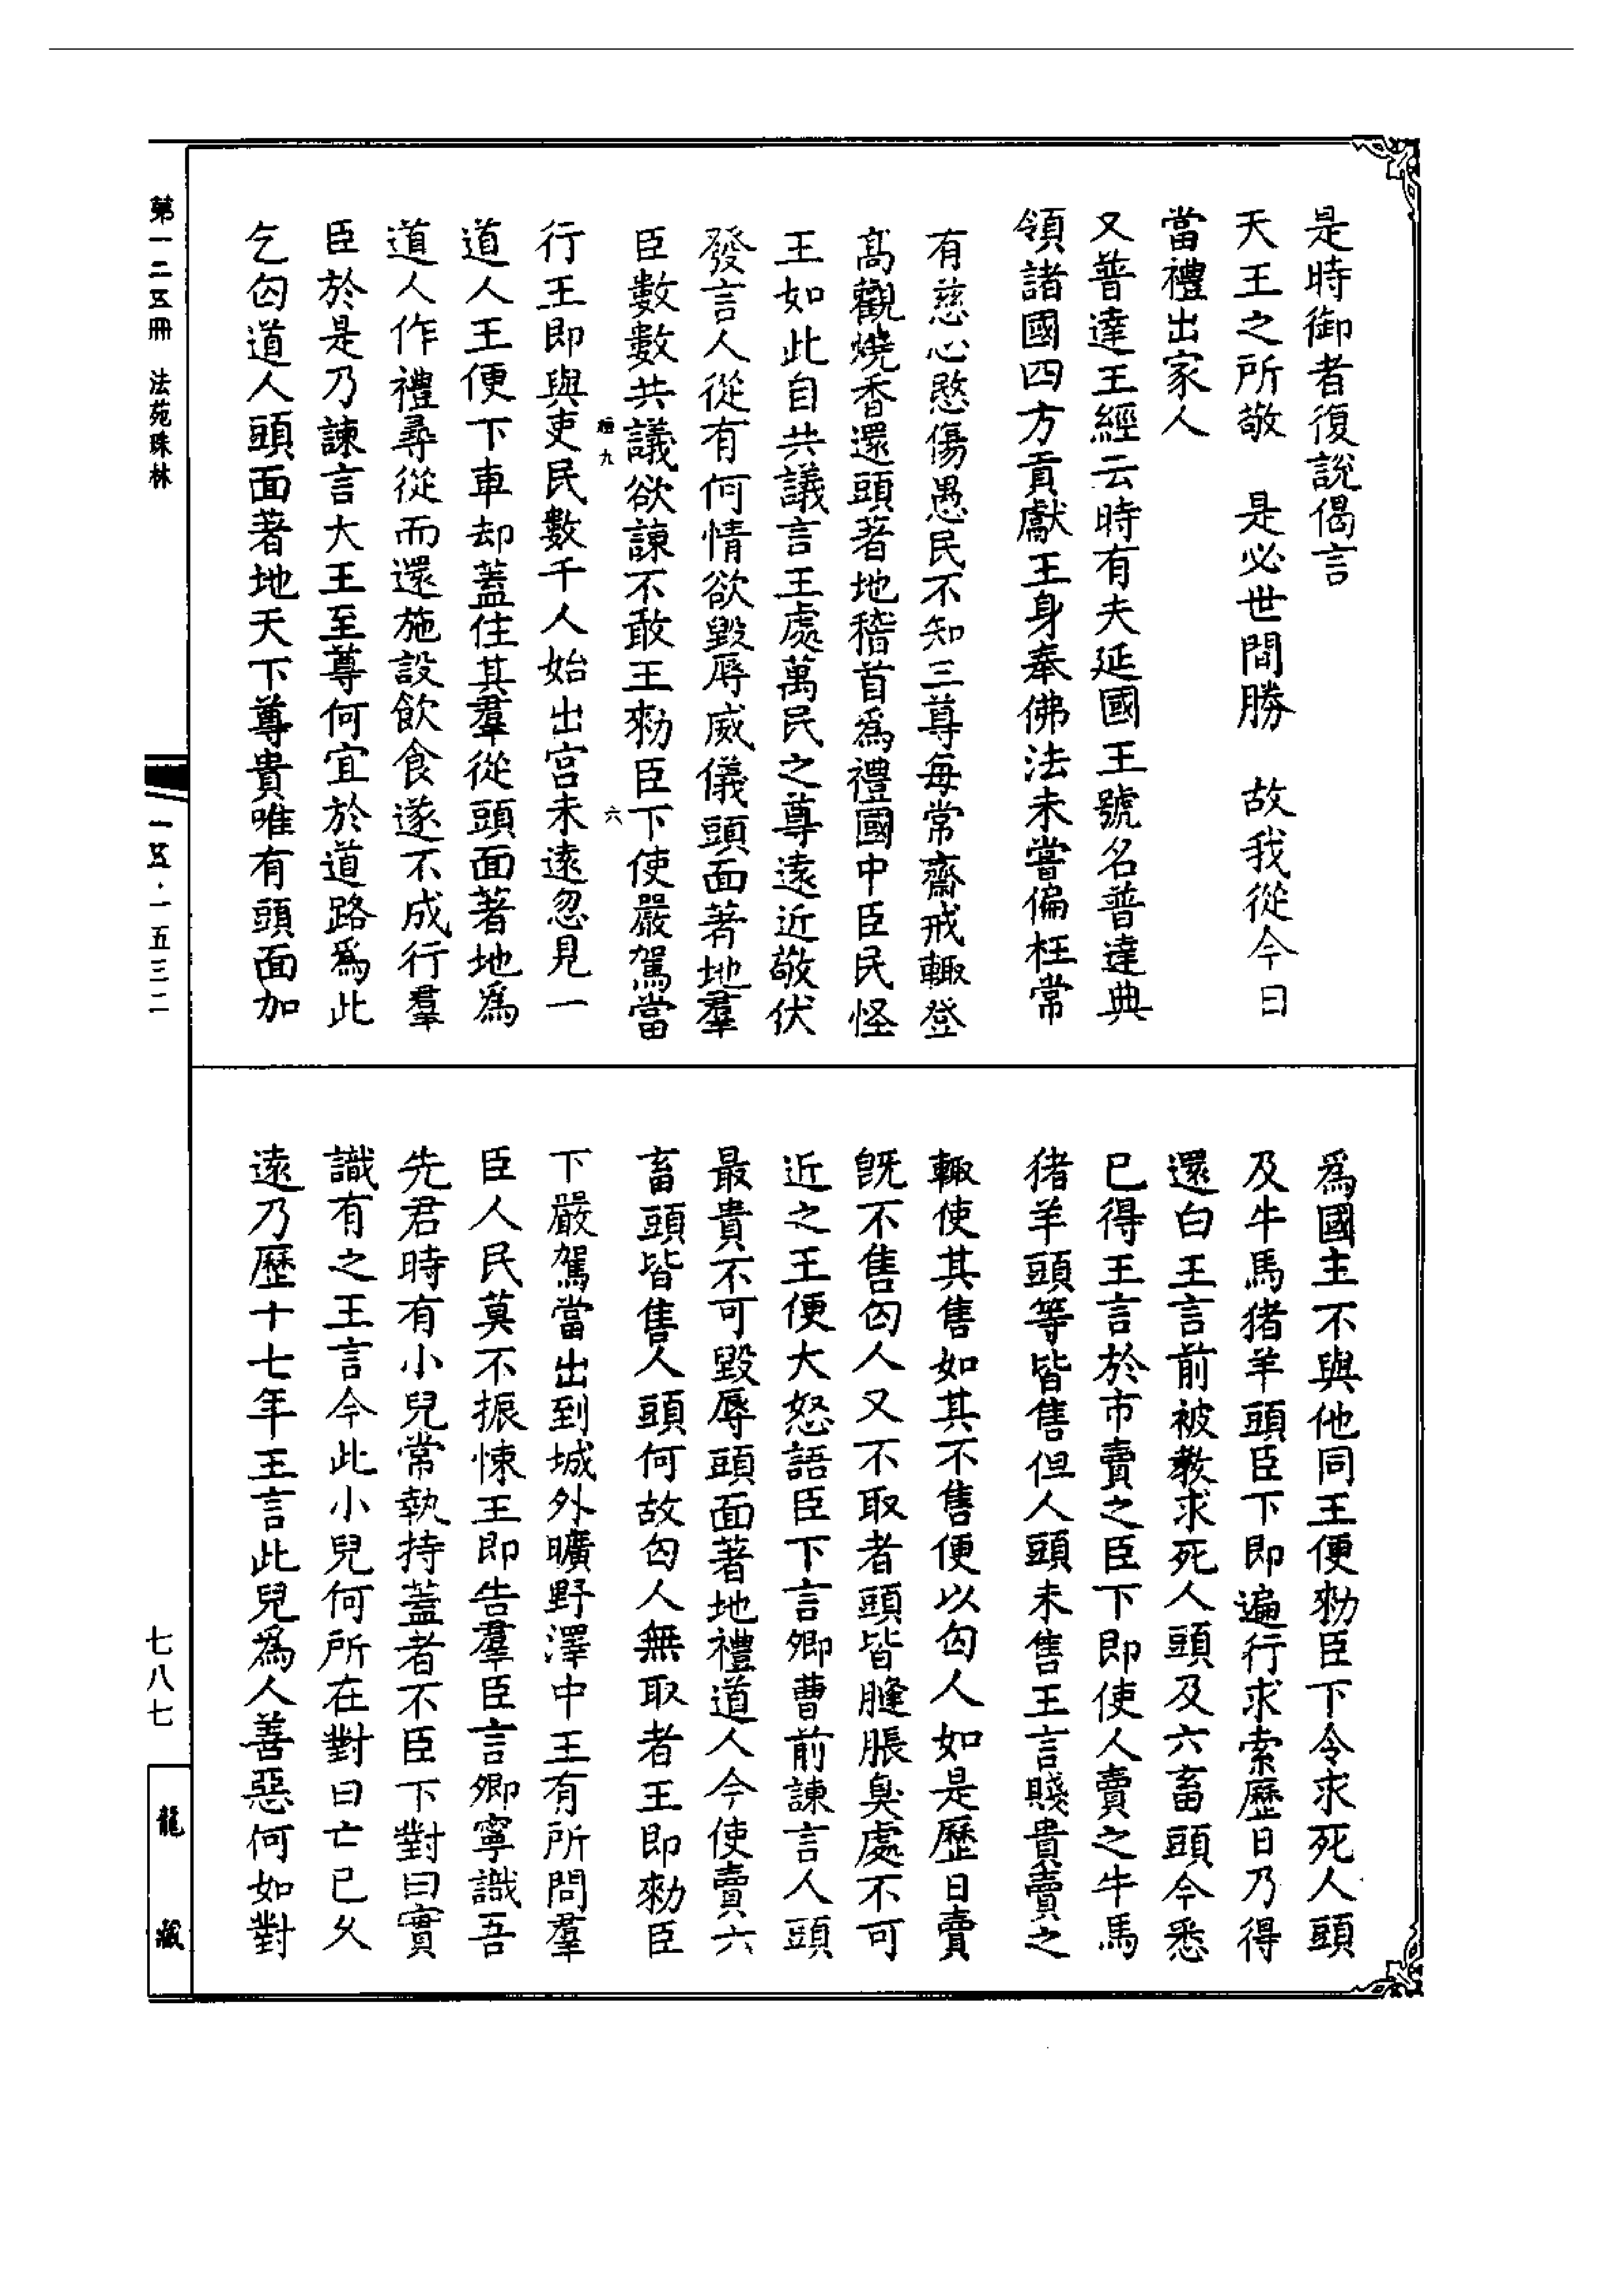 是時御者復說偈言
天王之所敬　是必世間勝　故我從今日
當禮出家人
又普達王經云時有夫延國王號名普達典
領諸國四方貢獻王身奉佛法未嘗偏枉常
有慈心愍傷愚民不知三尊每常齋戒輙登
高觀燒香還頭著地稽首爲禮國中臣民怪
王如此自共議言王處萬民之尊遠近敬伏
發言人從有何情欲毀辱威儀頭面著地羣
臣數數共議欲諫不敢王勑臣下使嚴駕當
行王即與吏民數千人始出宮未遠忽見一
道人王便下車却蓋住其羣從頭面著地爲
道人作禮尋從而還施設飲食遂不成行羣
臣於是乃諫言大王至尊何宜於道路爲此
乞匃道人頭面著地天下尊貴唯有頭面加
爲國主不與他同王便勑臣下令求死人頭
及牛馬猪羊頭臣下即遍行求索歷日乃得
還白王言前被教求死人頭及六畜頭今悉
已得王言於市賣之臣下即使人賣之牛馬
猪羊頭等皆售但人頭未售王言賤貴賣之
輙使其售如其不售便以匃人如是歷日賣
旣不售匃人又不取者頭皆膖脹臭處不可
近之王便大怒語臣下言卿曹前諫言人頭
最貴不可毀辱頭面著地禮道人今使賣六
畜頭皆售人頭何故匃人無取者王即勑臣
下嚴駕當出到城外曠野澤中王有所問羣
臣人民莫不振悚王即告羣臣言卿寧識吾
先君時有小兒常執持蓋者不臣下對曰實
識有之王言今此小兒何所在對曰亡已久
遠乃歷十七年王言此兒爲人善惡何如對
第一二五冊　法苑珠林
一五·一五三二
七八七
龍藏
㮣九
六